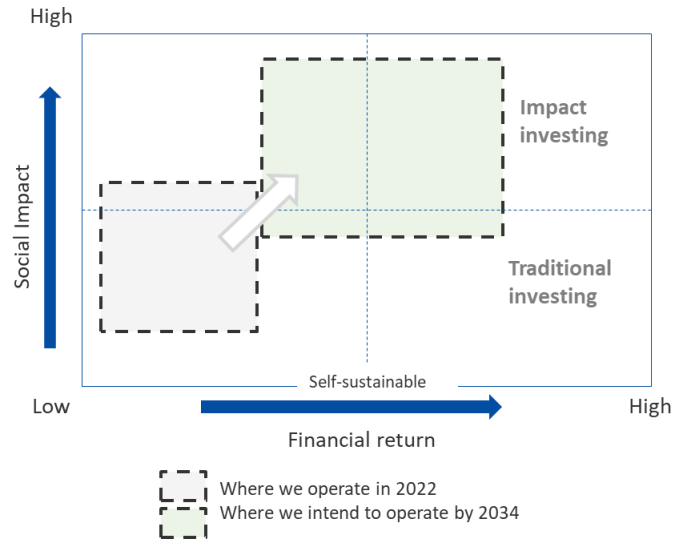 High
Impact
investing
Social Impact
Traditional
investing
Self-sustainable
Low
High
Financial return
Where we operate in 2022
Where we intend to operate by 2034